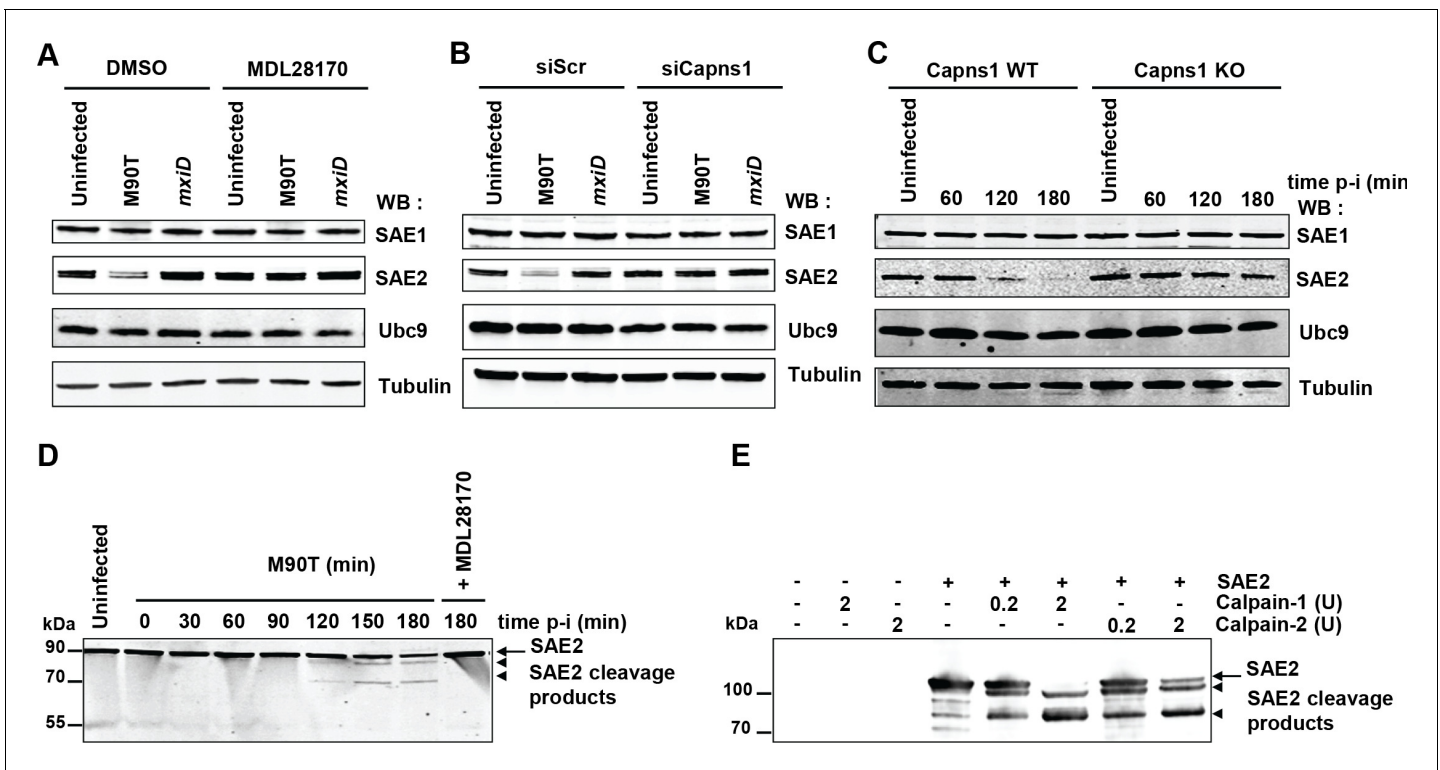 A
DMSO MDL28170
Uninfected M90T mxiD Uninfected M90T mxiD
WB :
SAE1
SAE2
Ubc9
Tubulin
B
siScr siCapns1
Uninfected M90T mxiD Uninfected M90T mxiD
WB :
SAE1
SAE2
Ubc9
Tubulin
C
Capns1 WT Capns1 KO
Uninfected 60 120 180 Uninfected 60 120 180
time p-i (min
WB :
SAE1
SAE2
Ubc9
Tubulin
D
Uninfected
M90T (min)
+ MDL28170
kDa 0 30 60 90 120 150 180 180 time p-i (min)
90
70
55
SAE2
SAE2 cleavage
products
E
- - - + + + + + SAE2
- 2 - - 0.2 2 - - Calpain-1 (U)
kDa - - 2 - - - 0.2 2 Calpain-2 (U)
100
70
SAE2
SAE2 cleavage
products